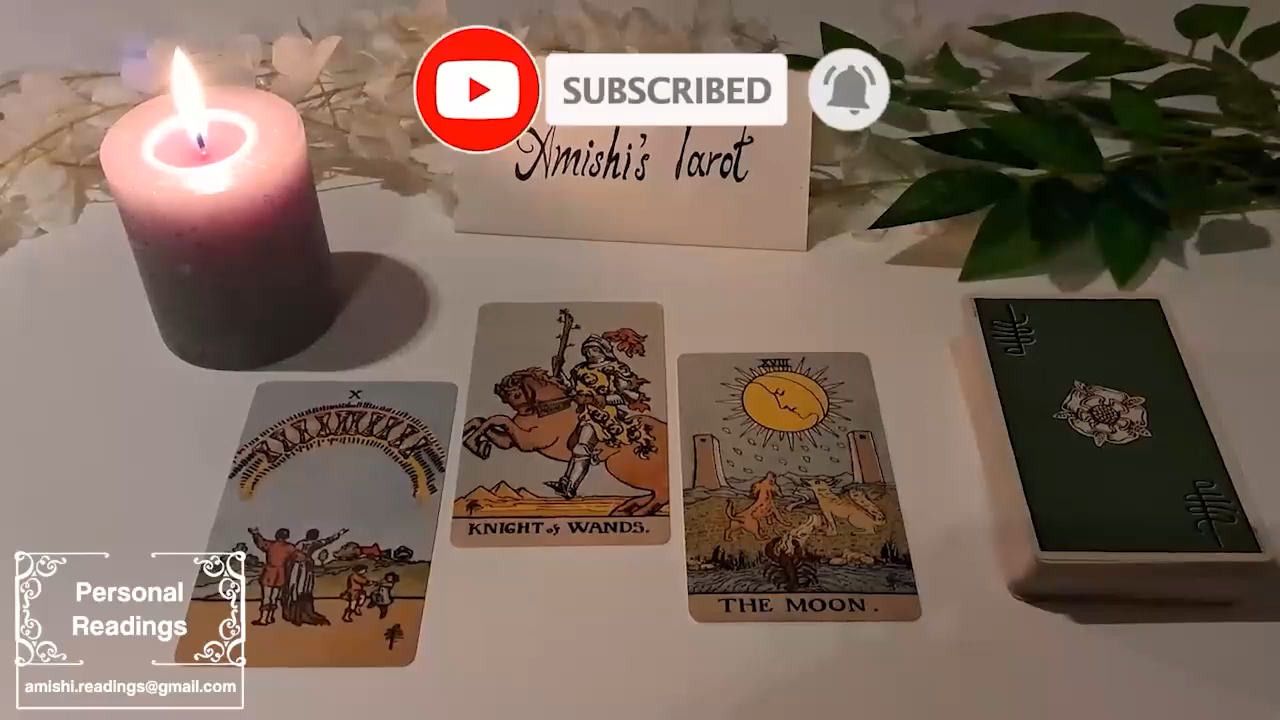 SUBSCRIBED
Amishi's Tarot
X
KNIGHT of WANDS.
XVIII
THE MOON.
Personal
Readings
amishi.readings@gmail.com